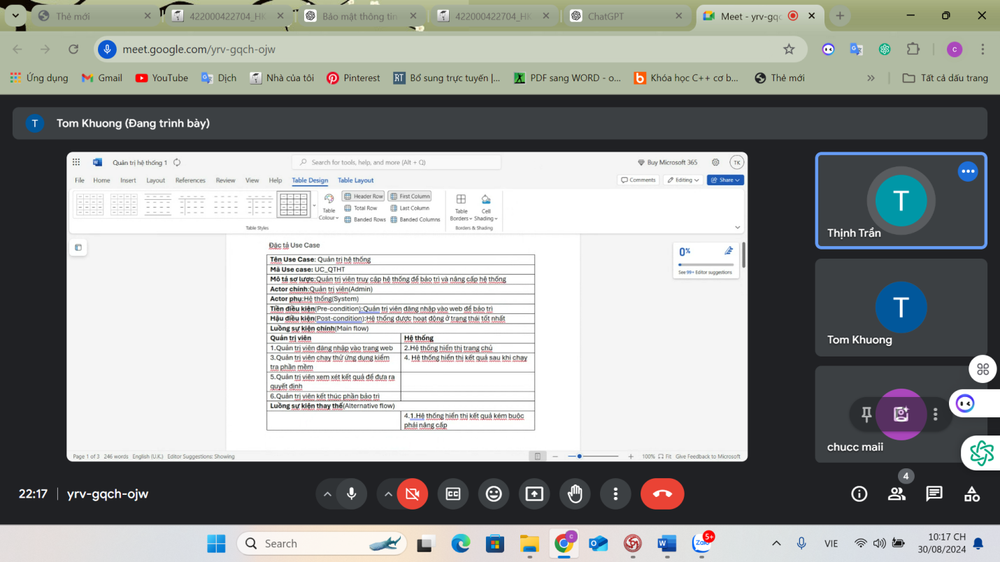 Thẻ mới
422000422704_HK
Bảo mật thông tin
422000422704_HK
ChatGPT
Meet - yrv-gqc
meet.google.com/yrv-gqch-ojw
c
Ứng dụng
Gmail
YouTube
Dịch
Nhà của tôi
Pinterest
RT
Bổ sung trực tuyến |...
PDF sang WORD - o...
Khóa học C++ cơ b...
Thẻ mới
Tất cả dấu trang
T
Tom Khuong (Đang trình bày)
Quản trị hệ thống 1
Search for tools, help, and more (Alt + Q)
Buy Microsoft 365
TK
File Home Insert Layout References Review View Help Table Design Table Layout
Comments
Editing
Share
Table Colour
Header Row
First Column
Total Row
Last Column
Banded Rows
Banded Columns
Table Borders
Cell Shading
Table Styles
Borders & Shading
0%
See 99+ Editor suggestions
Đặc tả Use Case
Tên Use Case: Quản trị hệ thống
Mã Use case: UC_QTHT
Mô tả sơ lược:Quản trị viên truy cập hệ thống để bảo trì và nâng cấp hệ thống
Actor chính:Quản trị viên(Admin)
Actor phụ:Hệ thống(System)
Tiền điều kiện(Pre-condition):Quản trị viên đăng nhập vào web để bảo trì
Hậu điều kiện(Post-condition):Hệ thống được hoạt động ở trạng thái tốt nhất
Luồng sự kiện chính(Main flow)
Quản trị viên
Hệ thống
1.Quản trị viên đăng nhập vào trang web
2.Hệ thống hiển thị trang chủ
3.Quản trị viên chạy thử ứng dụng kiểm
tra phần mềm
4. Hệ thống hiển thị kết quả sau khi chạy
5.Quản trị viên xem xét kết quả để đưa ra
quyết định
6.Quản trị viên kết thúc phần bảo trì
Luồng sự kiện thay thế(Alternative flow)
4.1.Hệ thống hiển thị kết quả kém buộc
phải nâng cấp
Page 1 of 3 246 words English (U.K.) Editor Suggestions: Showing
100% Fit Give Feedback to Microsoft
T
Thịnh Trần
T
Tom Khuong
chucc maii
22:17
yrv-gqch-ojw
4
Search
c
5+
Zalo
VIE
10:17 CH
30/08/2024